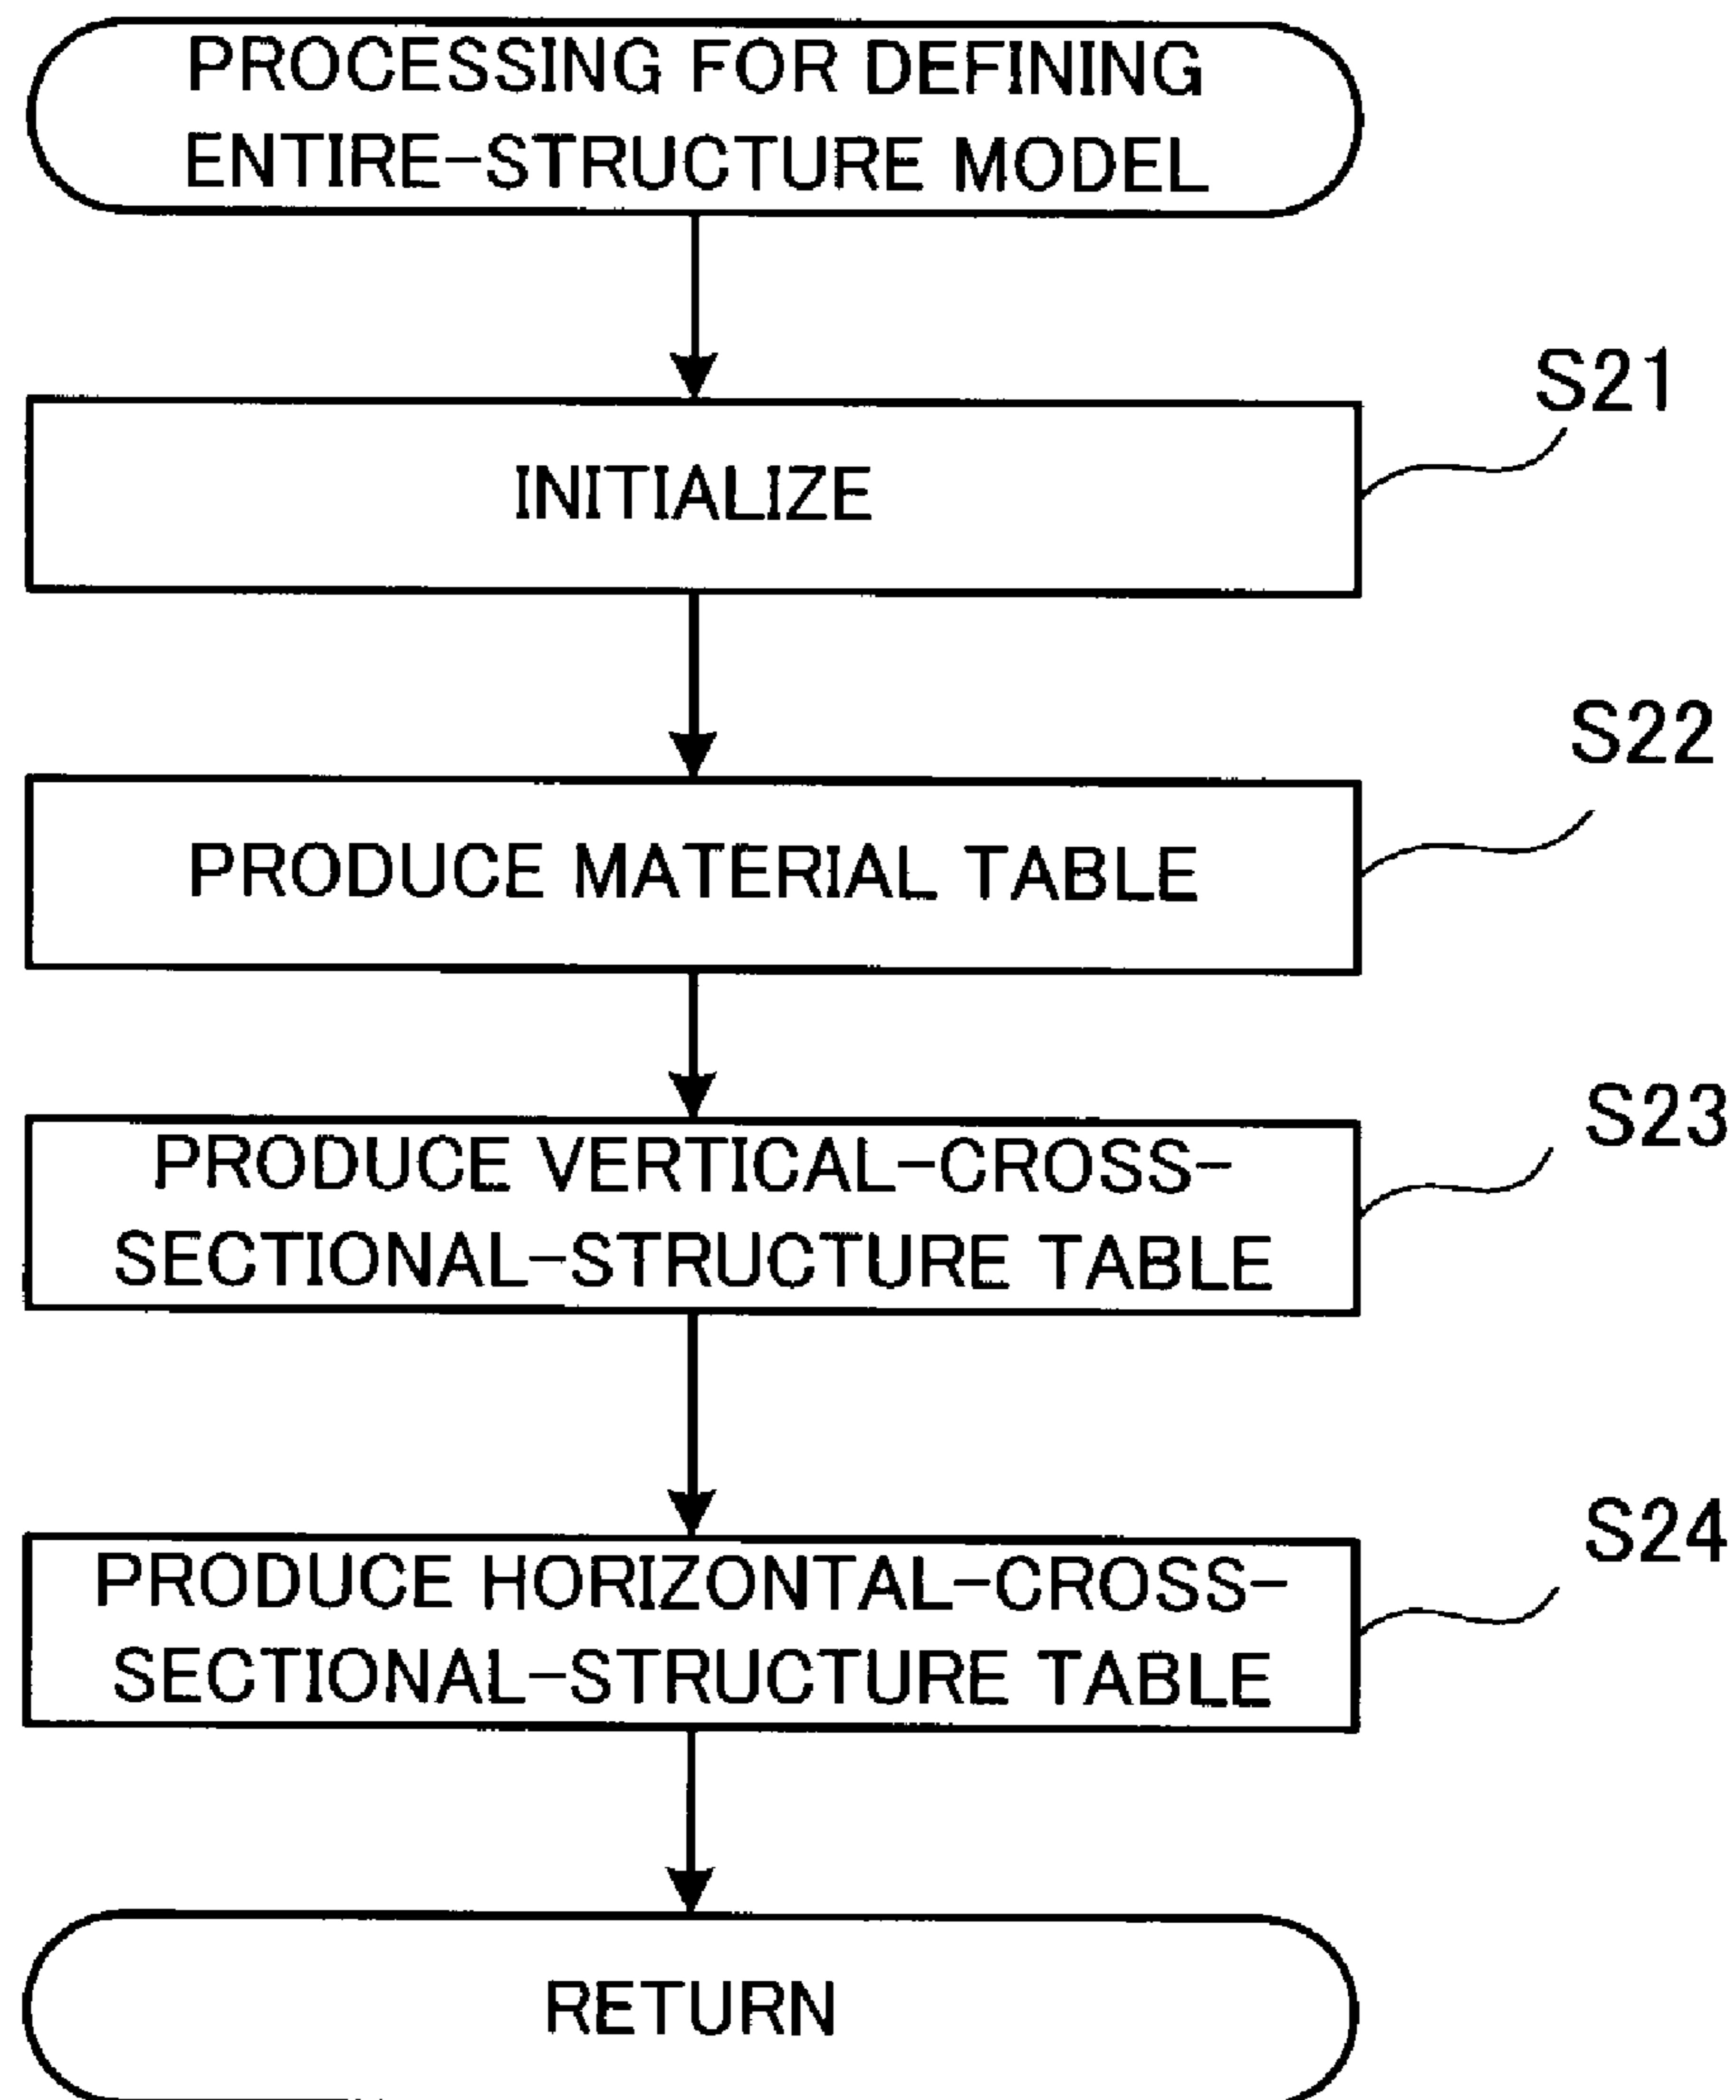 PROCESSING FOR DEFINING
ENTIRE-STRUCTURE MODEL
S21
INITIALIZE
S22
PRODUCE MATERIAL TABLE
S23
PRODUCE VERTICAL-CROSS-
SECTIONAL-STRUCTURE TABLE
S24
PRODUCE HORIZONTAL-CROSS-
SECTIONAL-STRUCTURE TABLE
RETURN